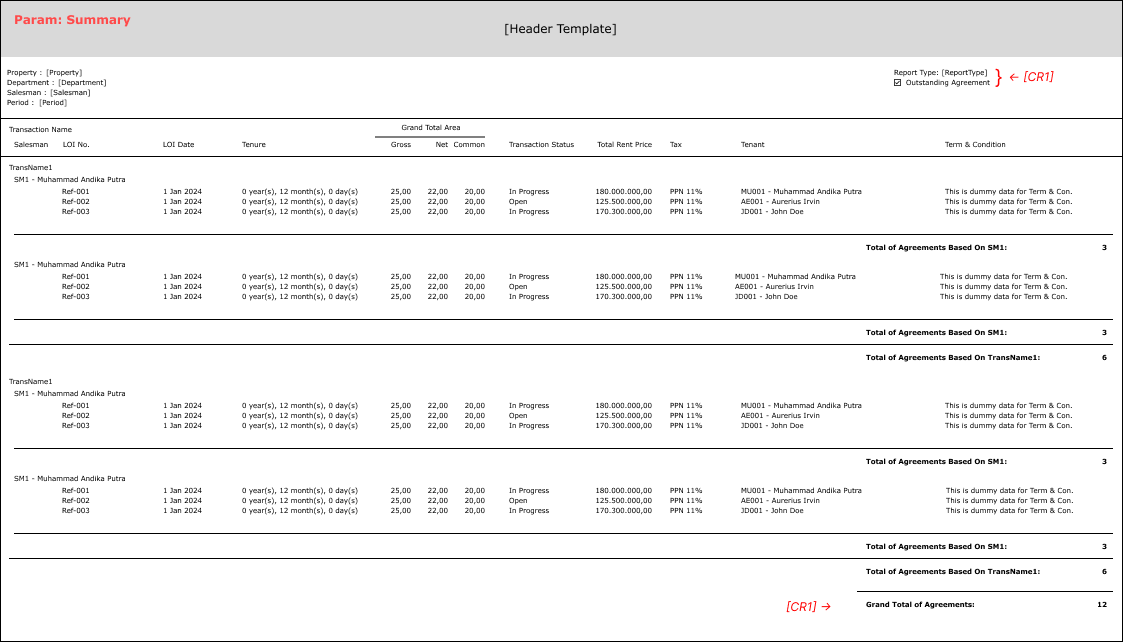 Param: Summary
[Header Template]
Property : [Property]
Department : [Department]
Salesman : [Salesman]
Period : [Period]
Report Type: [ReportType]
Outstanding Agreement
} ← [CR1]
Transaction Name
Grand Total Area
Salesman LOI No. LOI Date Tenure Gross Net Common Transaction Status Total Rent Price Tax Tenant Term & Condition
TransName1
SM1 - Muhammad Andika Putra
Ref-001 1 Jan 2024 0 year(s), 12 month(s), 0 day(s) 25,00 22,00 20,00 In Progress 180.000.000,00 PPN 11% MU001 - Muhammad Andika Putra This is dummy data for Term & Con.
Ref-002 1 Jan 2024 0 year(s), 12 month(s), 0 day(s) 25,00 22,00 20,00 Open 125.500.000,00 PPN 11% AE001 - Aurerius Irvin This is dummy data for Term & Con.
Ref-003 1 Jan 2024 0 year(s), 12 month(s), 0 day(s) 25,00 22,00 20,00 In Progress 170.300.000,00 PPN 11% JD001 - John Doe This is dummy data for Term & Con.
Total of Agreements Based On SM1: 3
SM1 - Muhammad Andika Putra
Ref-001 1 Jan 2024 0 year(s), 12 month(s), 0 day(s) 25,00 22,00 20,00 In Progress 180.000.000,00 PPN 11% MU001 - Muhammad Andika Putra This is dummy data for Term & Con.
Ref-002 1 Jan 2024 0 year(s), 12 month(s), 0 day(s) 25,00 22,00 20,00 Open 125.500.000,00 PPN 11% AE001 - Aurerius Irvin This is dummy data for Term & Con.
Ref-003 1 Jan 2024 0 year(s), 12 month(s), 0 day(s) 25,00 22,00 20,00 In Progress 170.300.000,00 PPN 11% JD001 - John Doe This is dummy data for Term & Con.
Total of Agreements Based On SM1: 3
Total of Agreements Based On TransName1: 6
TransName1
SM1 - Muhammad Andika Putra
Ref-001 1 Jan 2024 0 year(s), 12 month(s), 0 day(s) 25,00 22,00 20,00 In Progress 180.000.000,00 PPN 11% MU001 - Muhammad Andika Putra This is dummy data for Term & Con.
Ref-002 1 Jan 2024 0 year(s), 12 month(s), 0 day(s) 25,00 22,00 20,00 Open 125.500.000,00 PPN 11% AE001 - Aurerius Irvin This is dummy data for Term & Con.
Ref-003 1 Jan 2024 0 year(s), 12 month(s), 0 day(s) 25,00 22,00 20,00 In Progress 170.300.000,00 PPN 11% JD001 - John Doe This is dummy data for Term & Con.
Total of Agreements Based On SM1: 3
SM1 - Muhammad Andika Putra
Ref-001 1 Jan 2024 0 year(s), 12 month(s), 0 day(s) 25,00 22,00 20,00 In Progress 180.000.000,00 PPN 11% MU001 - Muhammad Andika Putra This is dummy data for Term & Con.
Ref-002 1 Jan 2024 0 year(s), 12 month(s), 0 day(s) 25,00 22,00 20,00 Open 125.500.000,00 PPN 11% AE001 - Aurerius Irvin This is dummy data for Term & Con.
Ref-003 1 Jan 2024 0 year(s), 12 month(s), 0 day(s) 25,00 22,00 20,00 In Progress 170.300.000,00 PPN 11% JD001 - John Doe This is dummy data for Term & Con.
Total of Agreements Based On SM1: 3
Total of Agreements Based On TransName1: 6
[CR1] → Grand Total of Agreements: 12